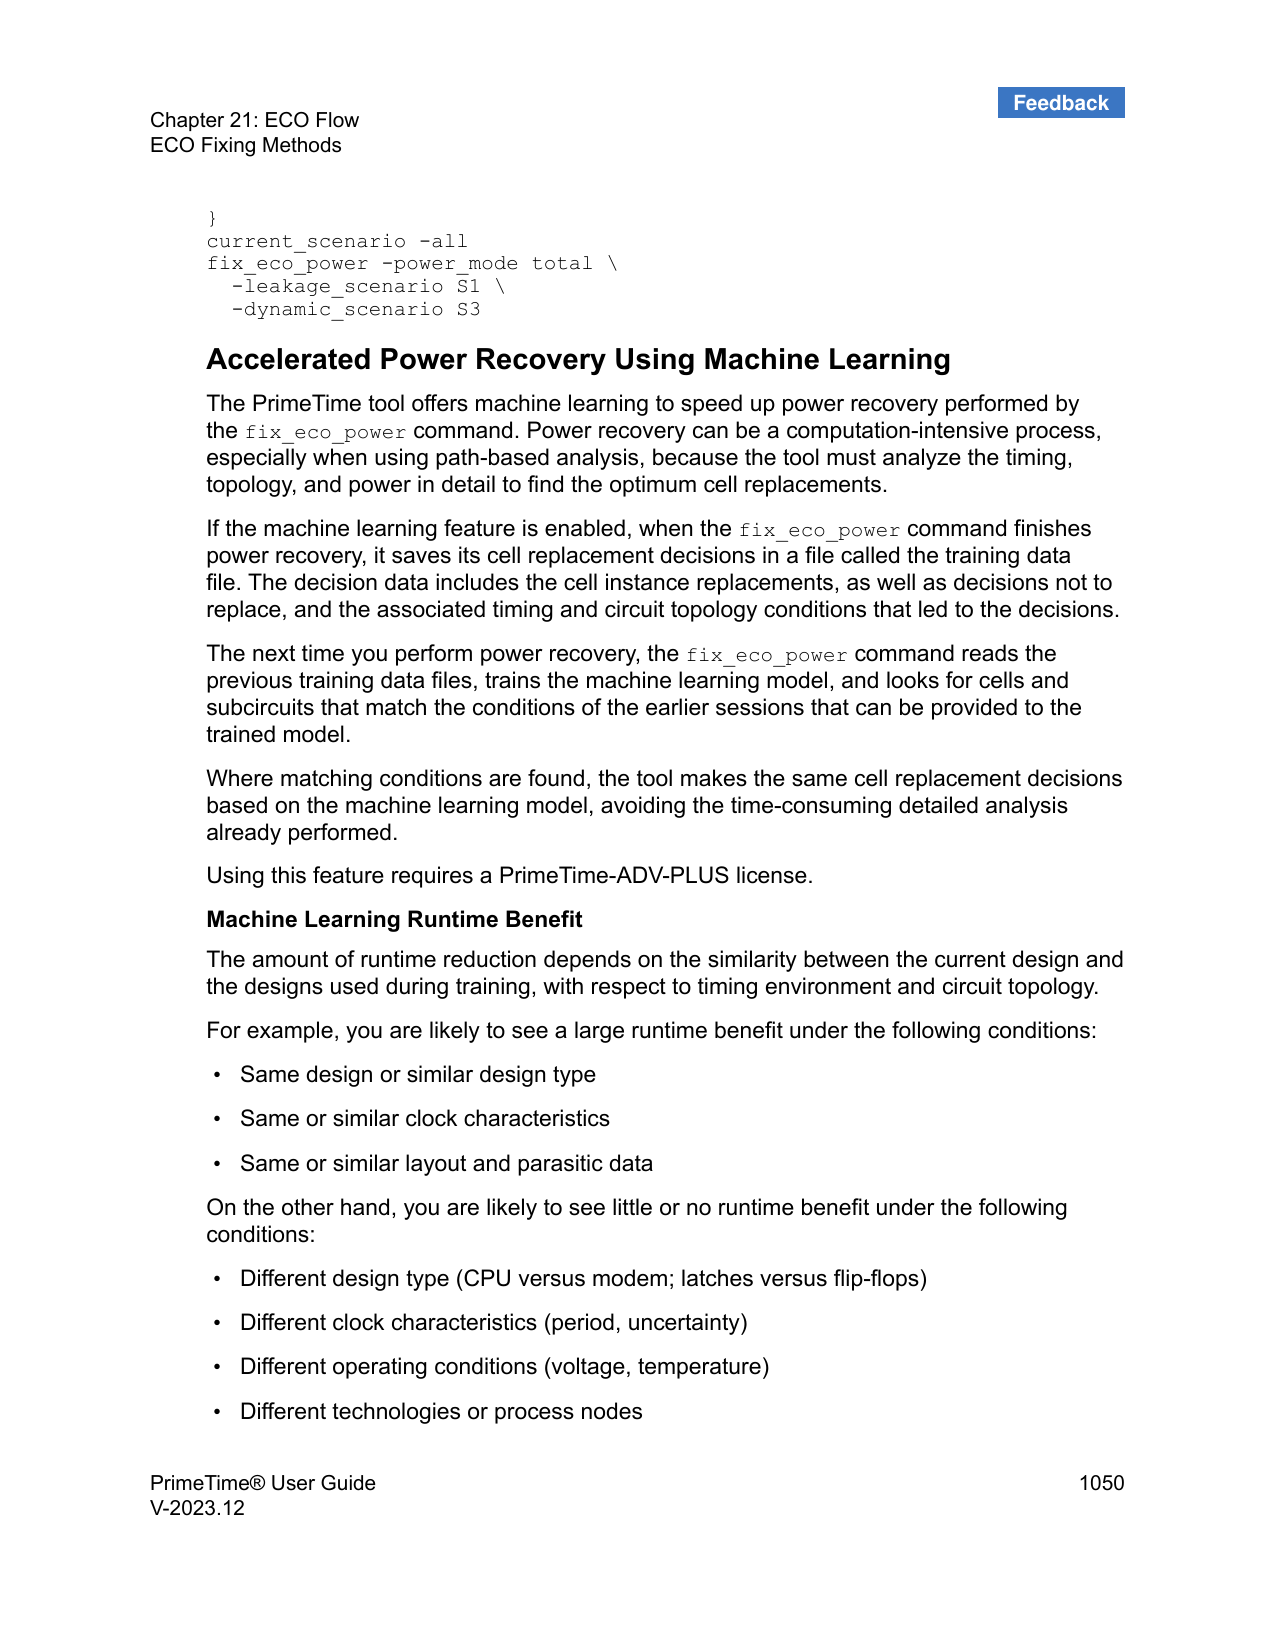 Feedback
Chapter 21: ECO Flow
ECO Fixing Methods
}
current_scenario -all
fix_eco_power -power_mode total \
-leakage_scenario S1 \
-dynamic_scenario S3
Accelerated Power Recovery Using Machine Learning
The PrimeTime tool offers machine learning to speed up power recovery performed by
the fix_eco_power command. Power recovery can be a computation-intensive process,
especially when using path-based analysis, because the tool must analyze the timing,
topology, and power in detail to find the optimum cell replacements.
If the machine learning feature is enabled, when the fix_eco_power command finishes
power recovery, it saves its cell replacement decisions in a file called the training data
file. The decision data includes the cell instance replacements, as well as decisions not to
replace, and the associated timing and circuit topology conditions that led to the decisions.
The next time you perform power recovery, the fix_eco_power command reads the
previous training data files, trains the machine learning model, and looks for cells and
subcircuits that match the conditions of the earlier sessions that can be provided to the
trained model.
Where matching conditions are found, the tool makes the same cell replacement decisions
based on the machine learning model, avoiding the time-consuming detailed analysis
already performed.
Using this feature requires a PrimeTime-ADV-PLUS license.
Machine Learning Runtime Benefit
The amount of runtime reduction depends on the similarity between the current design and
the designs used during training, with respect to timing environment and circuit topology.
For example, you are likely to see a large runtime benefit under the following conditions:
• Same design or similar design type
• Same or similar clock characteristics
• Same or similar layout and parasitic data
On the other hand, you are likely to see little or no runtime benefit under the following
conditions:
• Different design type (CPU versus modem; latches versus flip-flops)
• Different clock characteristics (period, uncertainty)
• Different operating conditions (voltage, temperature)
• Different technologies or process nodes
PrimeTime® User Guide 1050
V-2023.12